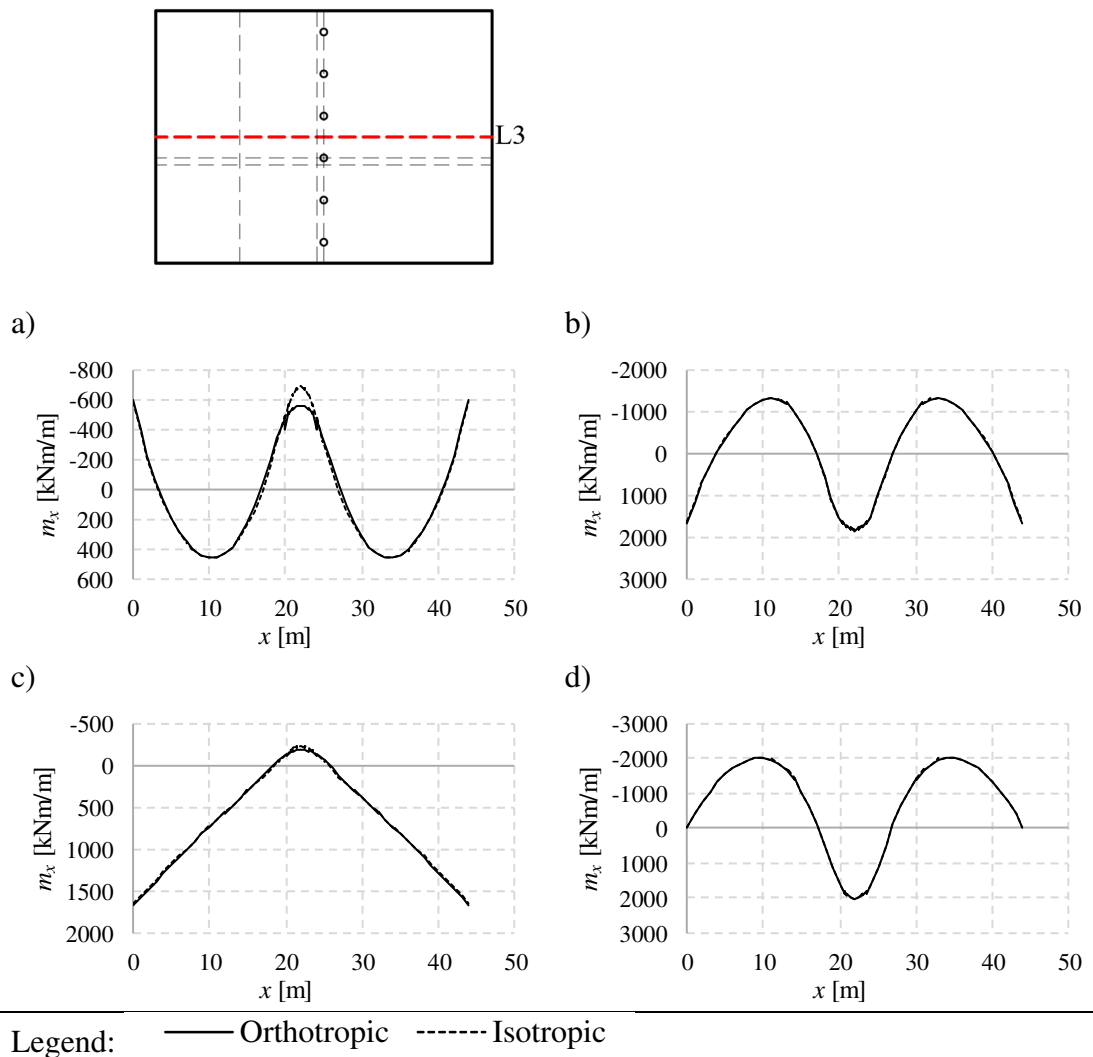 L3
a)
-800
-600
-400
-200
0
200
400
600
0 10 20 30 40 50
m_x [kNm/m]
x [m]
b)
-2000
-1000
0
1000
2000
3000
0 10 20 30 40 50
m_x [kNm/m]
x [m]
c)
-500
0
500
1000
1500
2000
0 10 20 30 40 50
m_x [kNm/m]
x [m]
d)
-3000
-2000
-1000
0
1000
2000
3000
0 10 20 30 40 50
m_x [kNm/m]
x [m]
Legend: Orthotropic Isotropic